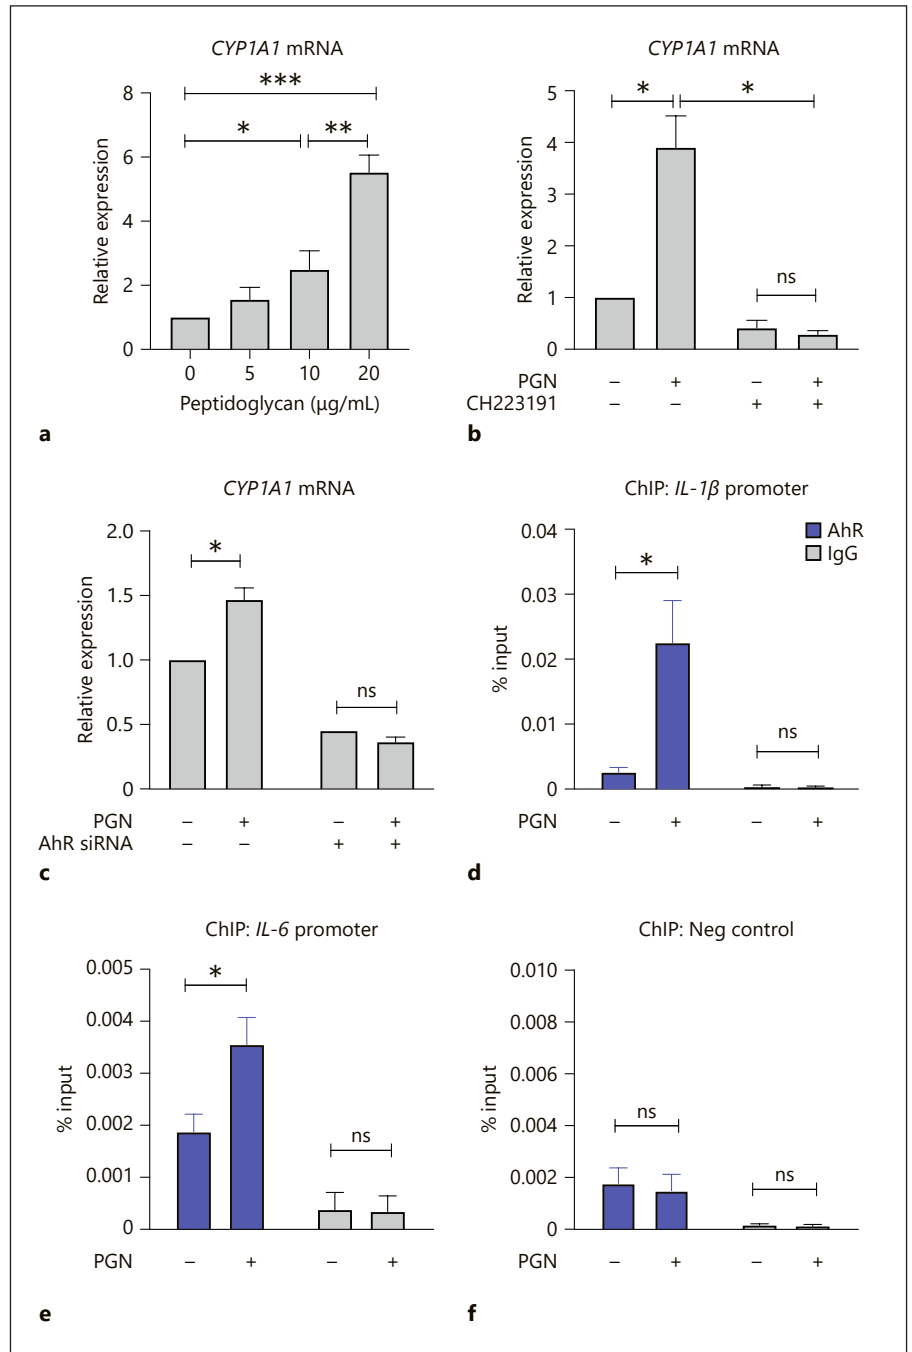 CYP1A1 mRNA
***
*
**
8
6
4
2
0
Relative expression
0 5 10 20
Peptidoglycan (µg/mL)
a
CYP1A1 mRNA
*
*
ns
5
4
3
2
1
0
Relative expression
PGN – + – +
CH223191 – – + +
b
CYP1A1 mRNA
*
ns
2.0
1.5
1.0
0.5
0
Relative expression
PGN – + – +
AhR siRNA – – + +
c
ChIP: IL-1β promoter
AhR
IgG
*
ns
0.04
0.03
0.02
0.01
0
% input
PGN – + – +
d
ChIP: IL-6 promoter
*
ns
0.005
0.004
0.003
0.002
0.001
0
% input
PGN – + – +
e
ChIP: Neg control
ns
ns
0.010
0.008
0.006
0.004
0.002
0
% input
PGN – + – +
f